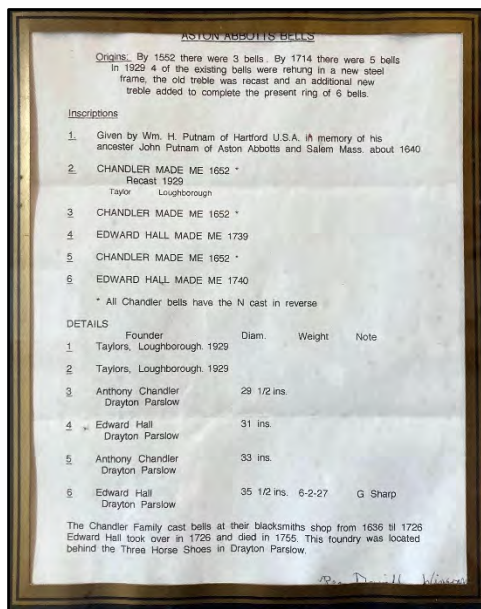 ASTON ABBOTTS BELLS
Origins: By 1552 there were 3 bells. By 1714 there were 5 bells
In 1929 4 of the existing bells were rehung in a new steel
frame, the old treble was recast and an additional new
treble added to complete the present ring of 6 bells.
Inscriptions
1. Given by Wm. H. Putnam of Hartford U.S.A. in memory of his
ancester John Putnam of Aston Abbotts and Salem Mass. about 1640
2 CHANDLER MADE ME 1652 *
Recast 1929
Taylor Loughborough
3 CHANDLER MADE ME 1652 *
4 EDWARD HALL MADE ME 1739
5 CHANDLER MADE ME 1652 *
6 EDWARD HALL MADE ME 1740
* All Chandler bells have the N cast in reverse
DETAILS
Founder Diam. Weight Note
1 Taylors, Loughborough. 1929
2 Taylors, Loughborough. 1929
3 Anthony Chandler 29 1/2 ins.
Drayton Parslow
4 Edward Hall 31 ins.
Drayton Parslow
5 Anthony Chandler 33 ins.
Drayton Parslow
6 Edward Hall 35 1/2 ins. 6-2-27 G Sharp
Drayton Parslow
The Chandler Family cast bells at their blacksmiths shop from 1636 til 1726
Edward Hall took over in 1726 and died in 1755. This foundry was located
behind the Three Horse Shoes in Drayton Parslow.